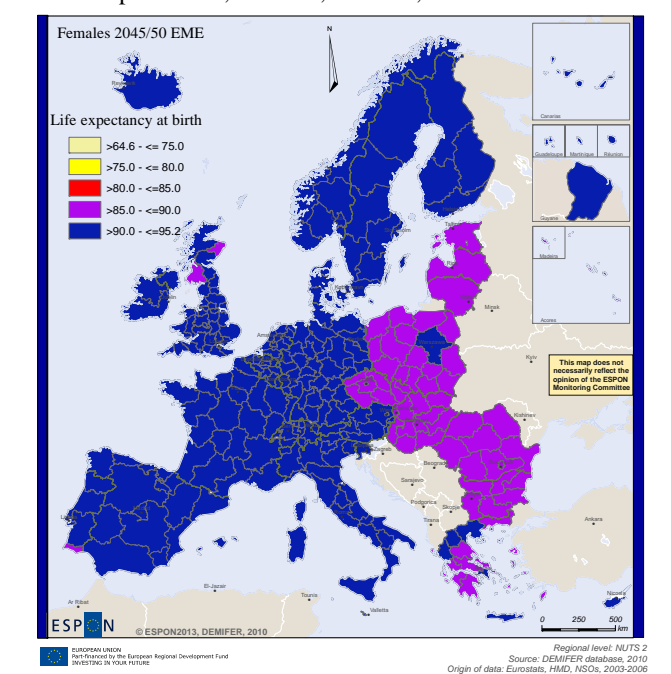 Females 2045/50 EME
N
Life expectancy at birth
>64.6 - <= 75.0
>75.0 - <= 80.0
>80.0 - <=85.0
>85.0 - <=90.0
>90.0 - <=95.2
Canarias
Guadeloupe
Martinique
Réunion
Guyane
Madeira
Acores
Minsk
Kyiv
This map does not
necessarily reflect the
opinion of the ESPON
Monitoring Committee
Kishinev
Zagreb
Beograd
Sarajevo
Podgorica
Skopje
Tirana
Ankara
Ar Ribat
El-Jazair
Tounis
Valletta
Nicosia
0 250 500
km
ESPON
© ESPON2013, DEMIFER, 2010
EUROPEAN UNION
Part-financed by the European Regional Development Fund
INVESTING IN YOUR FUTURE
Regional level: NUTS 2
Source: DEMIFER database, 2010
Origin of data: Eurostats, HMD, NSOs, 2003-2006